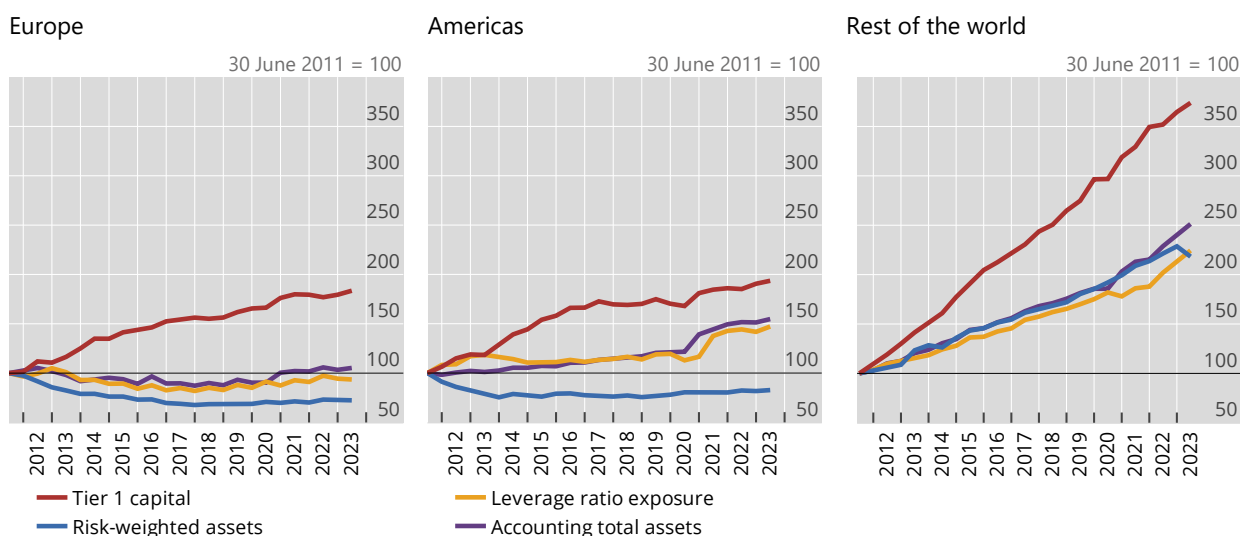 Europe
30 June 2011 = 100
350
300
250
200
150
100
50
2012 2013 2014 2015 2016 2017 2018 2019 2020 2021 2022 2023
Americas
30 June 2011 = 100
350
300
250
200
150
100
50
2012 2013 2014 2015 2016 2017 2018 2019 2020 2021 2022 2023
Rest of the world
30 June 2011 = 100
350
300
250
200
150
100
50
2012 2013 2014 2015 2016 2017 2018 2019 2020 2021 2022 2023
Tier 1 capital
Risk-weighted assets
Leverage ratio exposure
Accounting total assets